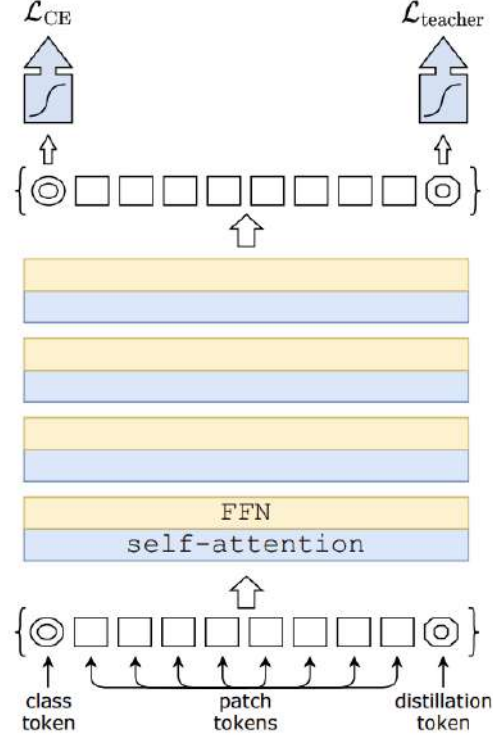 ℒCE ℒteacher
FFN
self-attention
class patch distillation
token tokens token